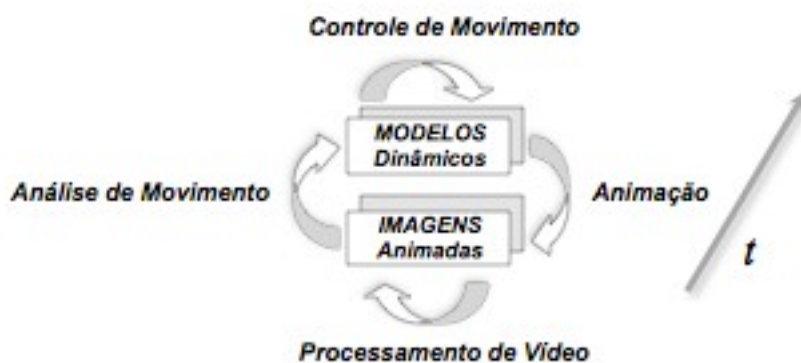 Controle de Movimento
MODELOS
Dinâmicos
Análise de Movimento
Animação
IMAGENS
Animadas
t
Processamento de Vídeo